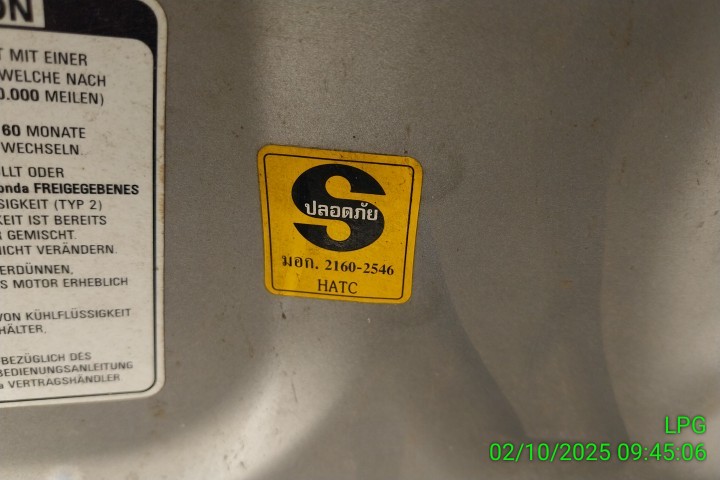 ON
T MIT EINER
WELCHE NACH
0.000 MEILEN)
60 MONATE
WECHSELN.
LLT ODER
onda FREIGEGEBENES
SIGKEIT (TYP 2)
KEIT IST BEREITS
R GEMISCHT.
NICHT VERÄNDERN.
ERDÜNNEN,
S MOTOR ERHEBLICH
VON KÜHLFLÜSSIGKEIT
HÄLTER.
BEZÜGLICH DES
BEDIENUNGSANLEITUNG
a VERTRAGSHÄNDLER
S
ปลอดภัย
มอก. 2160-2546
HATC
LPG
02/10/2025 09:45:06